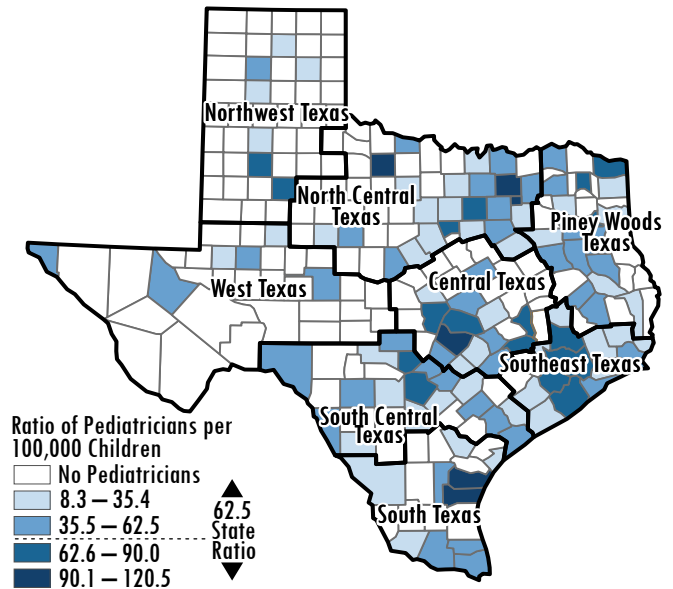 Northwest Texas
North Central
Texas
Piney Woods
Texas
West Texas
Central Texas
Southeast Texas
South Central
Texas
South Texas
Ratio of Pediatricians per
100,000 Children
No Pediatricians
8.3 – 35.4
35.5 – 62.5
62.6 – 90.0
90.1 – 120.5
62.5
State
Ratio